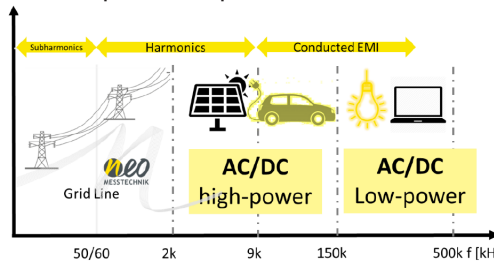 Subharmonics
Harmonics
Conducted EMI
neo
MESSTECHNIK
Grid Line
AC/DC
high-power
AC/DC
Low-power
50/60
2k
9k
150k
500k f [kH